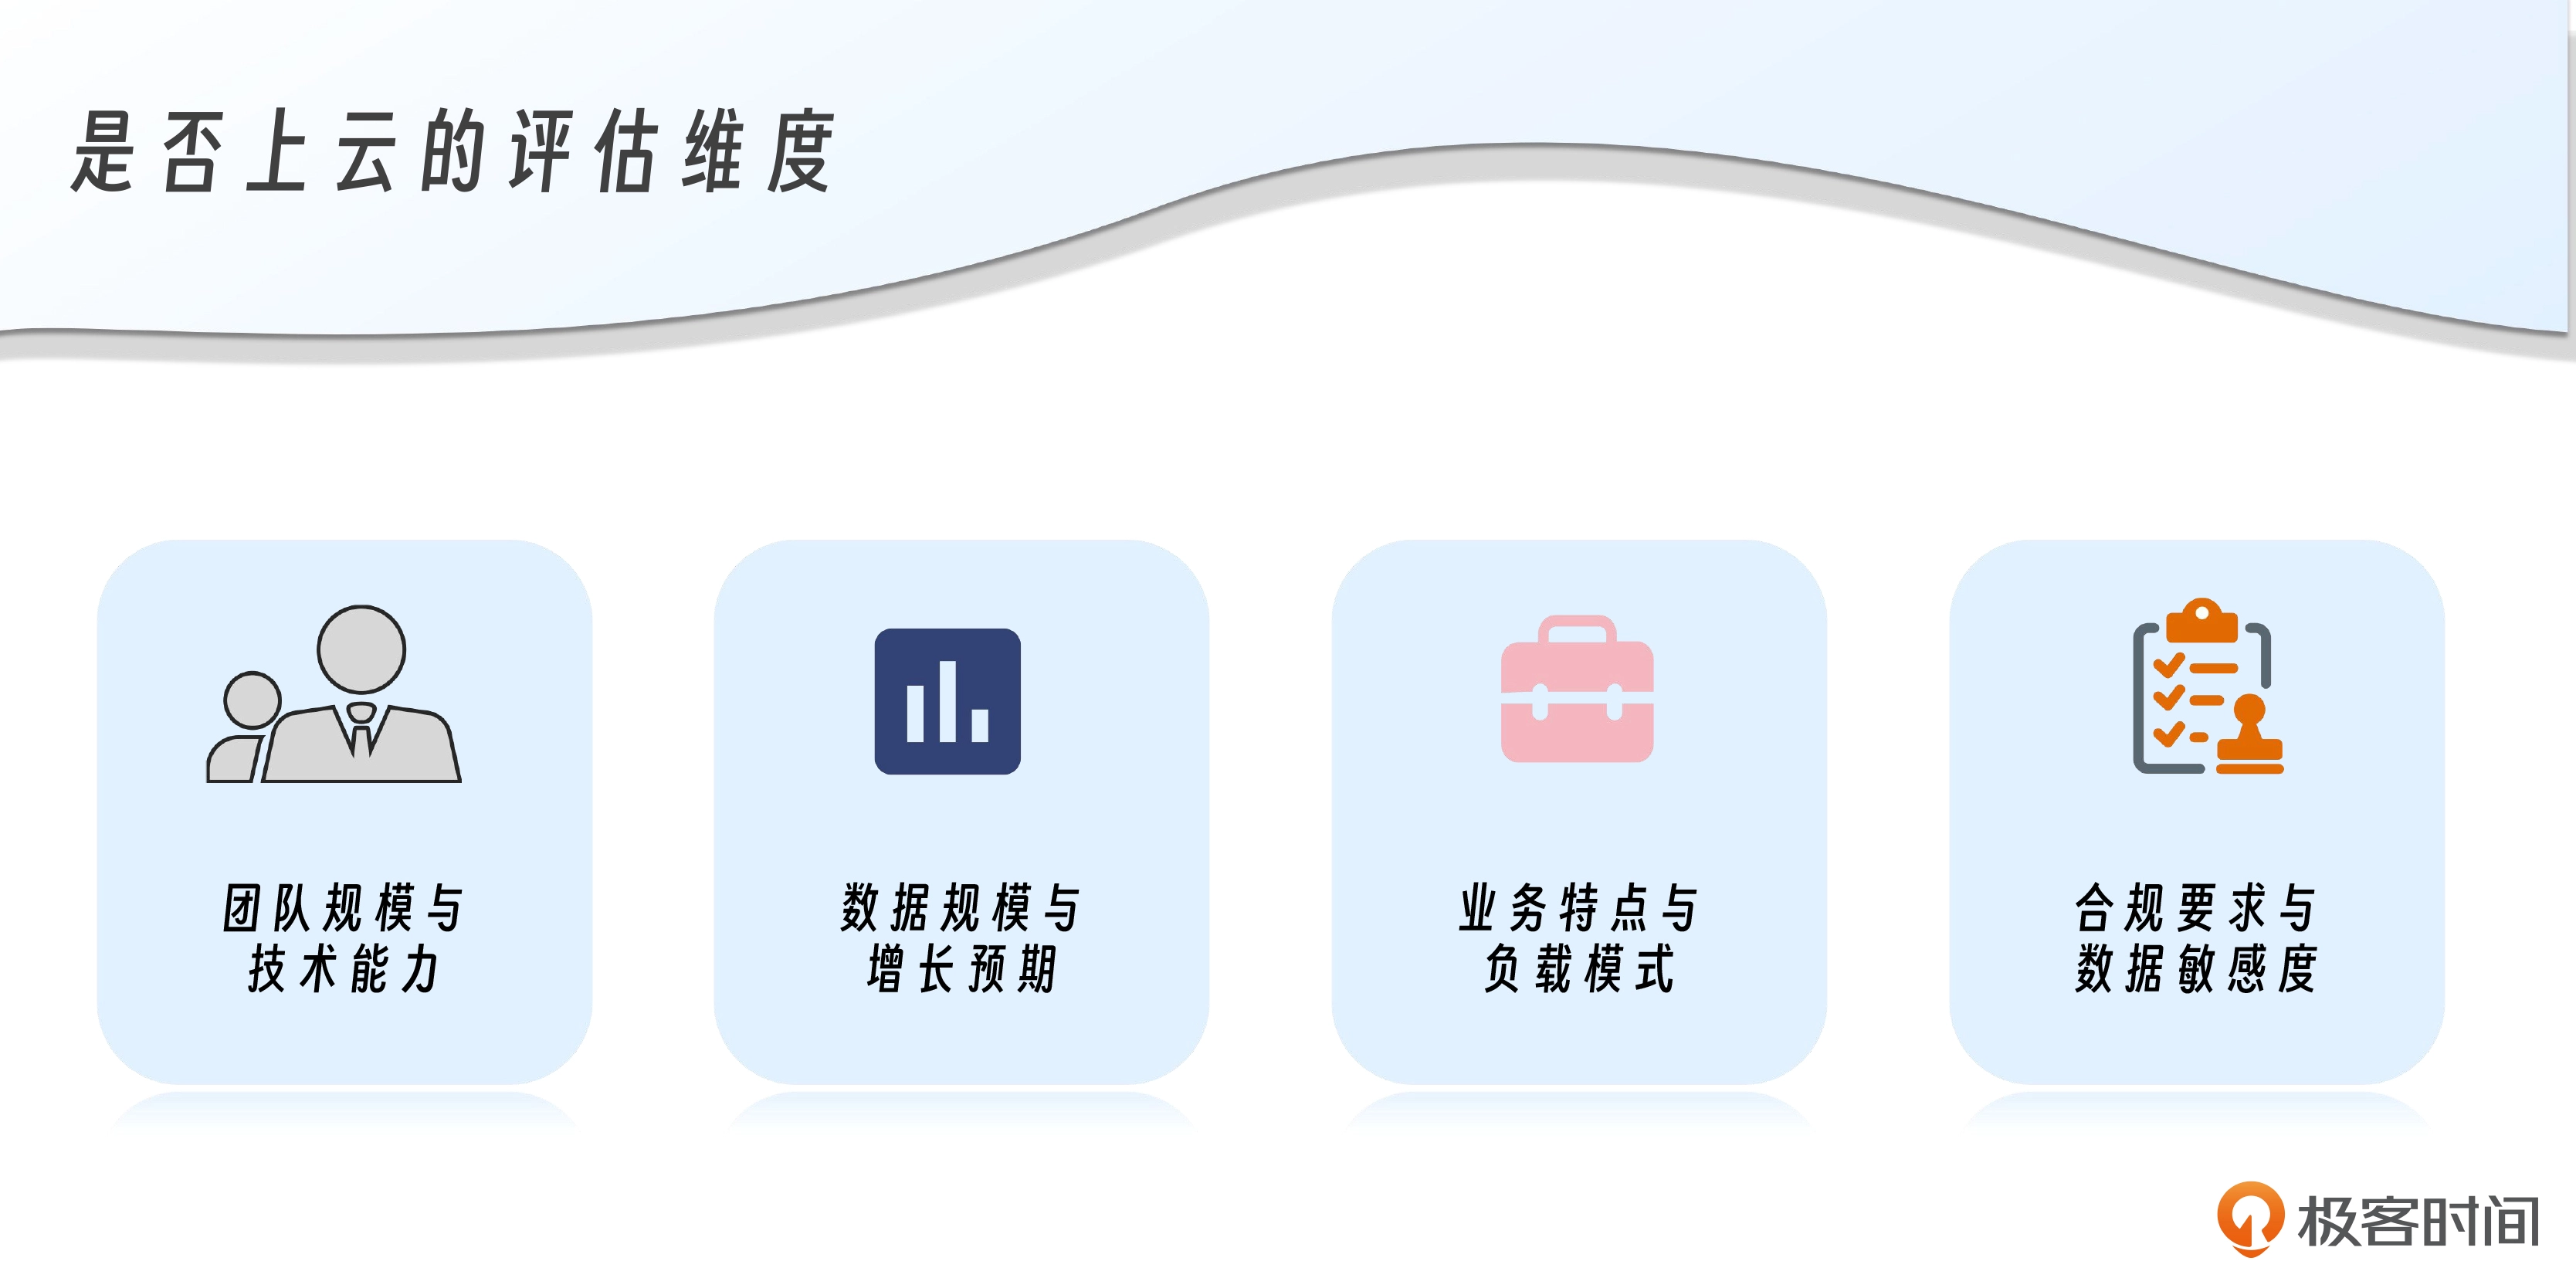 是否上云的评估维度
团队规模与
技术能力
数据规模与
增长预期
业务特点与
负载模式
合规要求与
数据敏感度
极客时间